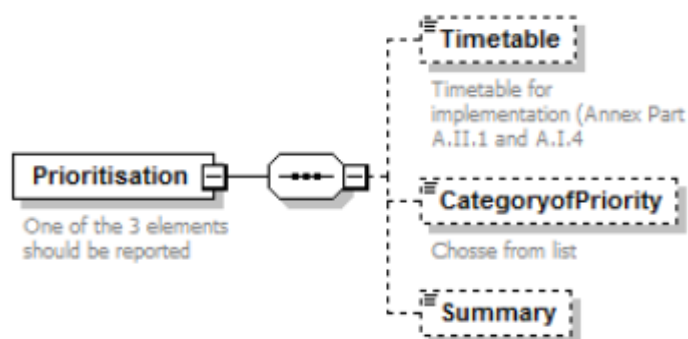 Timetable
Timetable for
implementation (Annex Part
A.II.1 and A.I.4
Prioritisation
One of the 3 elements
should be reported
CategoryofPriority
Chosse from list
Summary